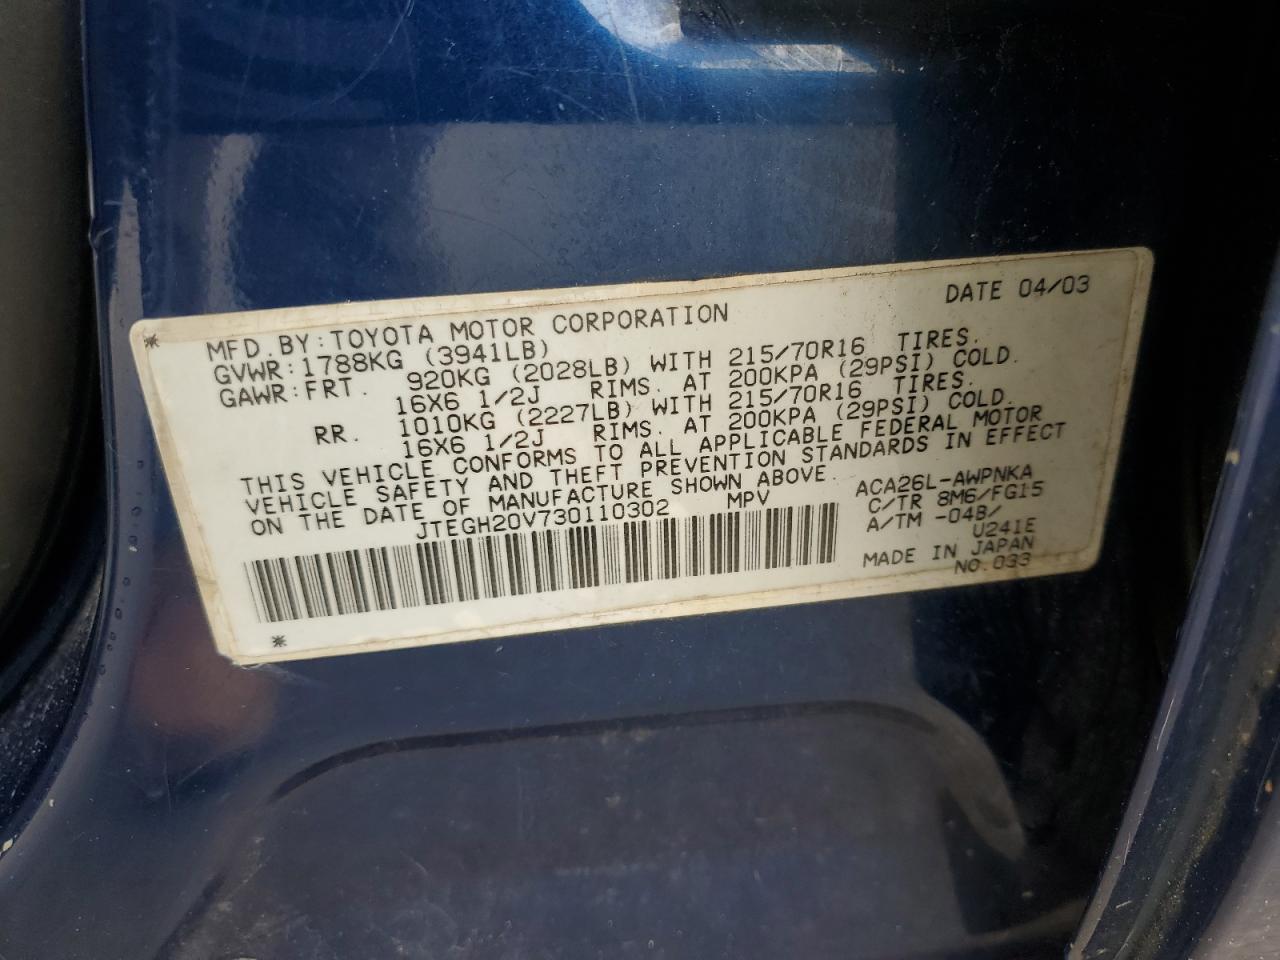 DATE 04/03
MFD.BY:TOYOTA MOTOR CORPORATION
GVWR:1788KG (3941LB)
GAWR:FRT. 920KG (2028LB) WITH 215/70R16 TIRES.
16X6 1/2J RIMS. AT 200KPA (29PSI) COLD.
RR. 1010KG (2227LB) WITH 215/70R16 TIRES.
16X6 1/2J RIMS. AT 200KPA (29PSI) COLD.
THIS VEHICLE CONFORMS TO ALL APPLICABLE FEDERAL MOTOR
VEHICLE SAFETY AND THEFT PREVENTION STANDARDS IN EFFECT
ON THE DATE OF MANUFACTURE SHOWN ABOVE.
JTEGH20V730110302 MPV
ACA26L-AWPNKA
C/TR 8M6/FG15
A/TM -04B/
U241E
MADE IN JAPAN
NO.033